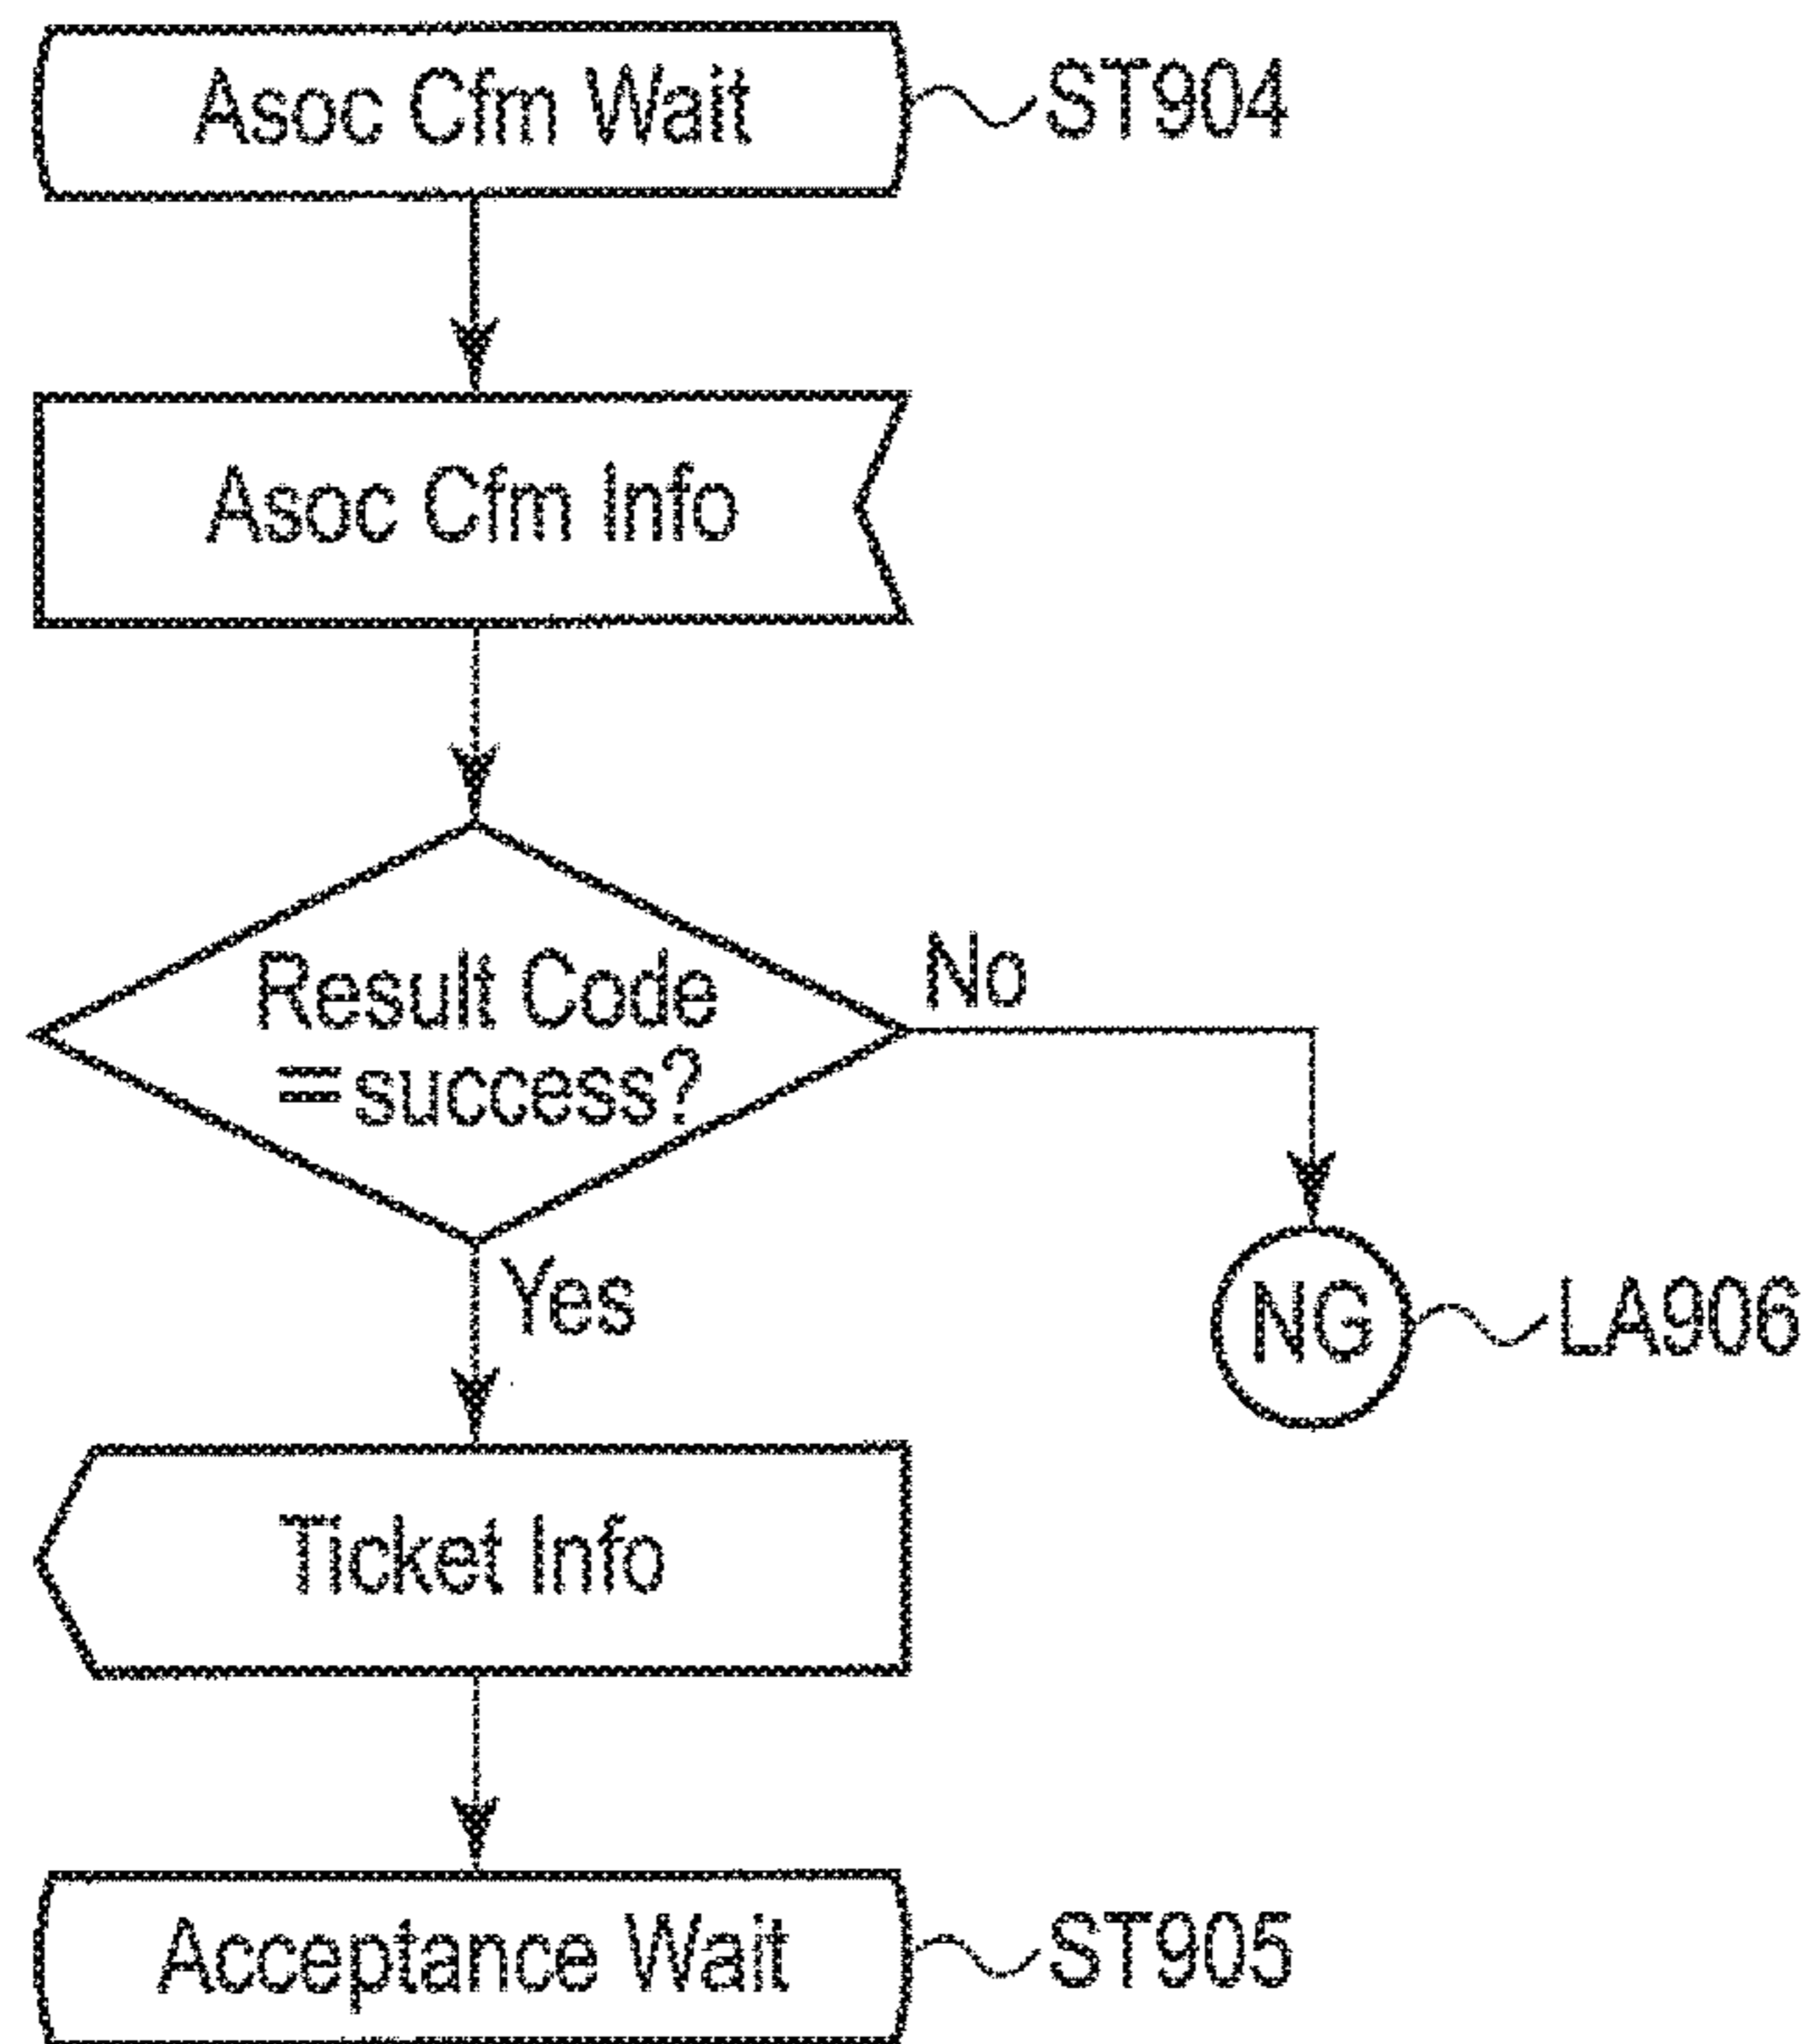 Asoc Cfm Wait
ST904
Asoc Cfm Info
Result Code
=success?
No
Yes
NG
LA906
Ticket Info
Acceptance Wait
ST905